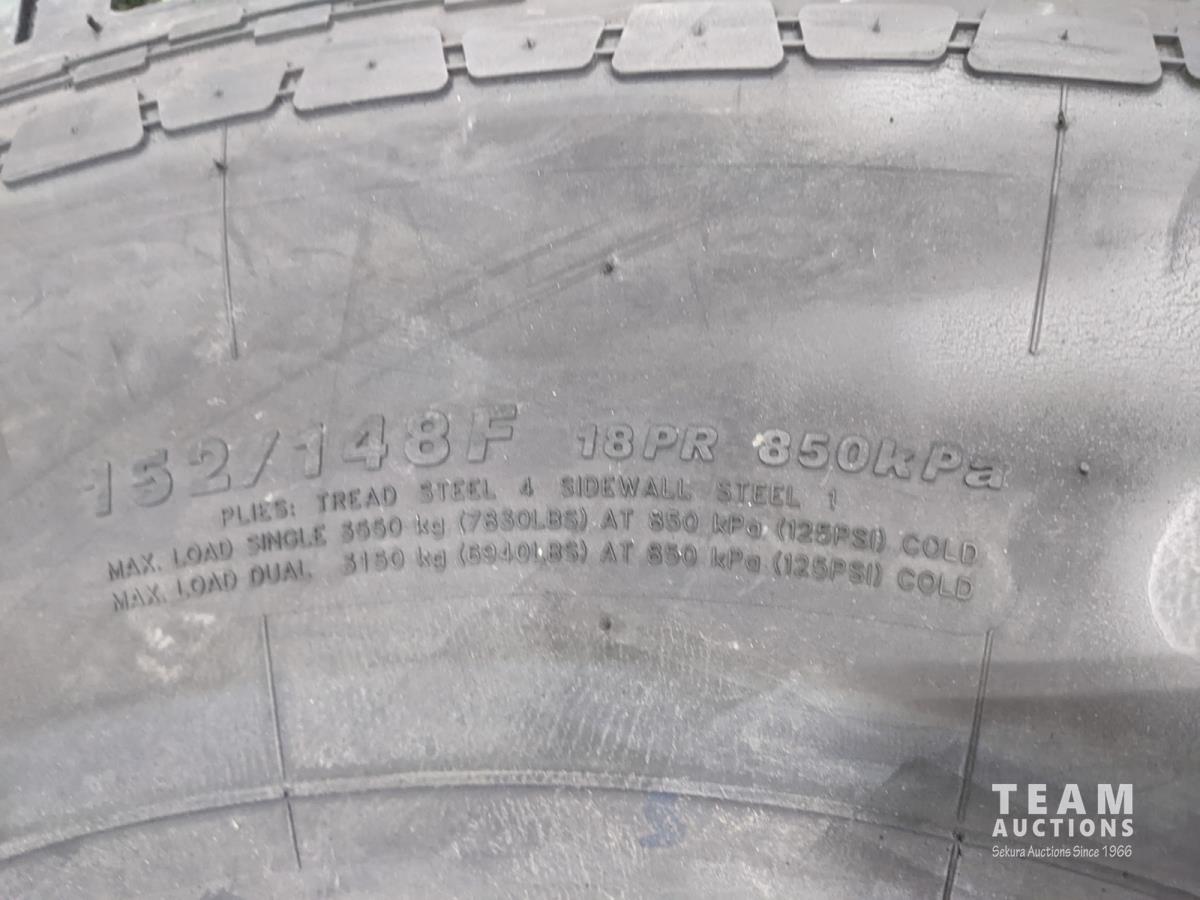 152/148F 18PR 850kPa
PLIES: TREAD STEEL 4 SIDEWALL STEEL 1
MAX. LOAD SINGLE 3550 kg (7830LBS) AT 850 kPa (125PSI) COLD
MAX. LOAD DUAL 3150 kg (6940LBS) AT 850 kPa (125PSI) COLD
TEAM
AUCTIONS
Sekura Auctions Since 1966